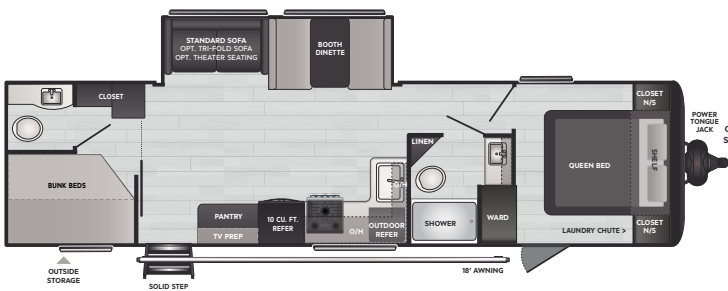 STANDARD SOFA
OPT. TRI-FOLD SOFA
OPT. THEATER SEATING
BOOTH
DINETTE
CLOSET
CLOSET
N/S
POWER
TONGUE
JACK
LINEN
BUNK BEDS
QUEEN BED
SHELF
O/H
PANTRY
TV PREP
10 CU. FT.
REFER
O/H
OUTDOOR
REFER
SHOWER
WARD
LAUNDRY CHUTE >
CLOSET
N/S
OUTSIDE
STORAGE
SOLID STEP
18' AWNING